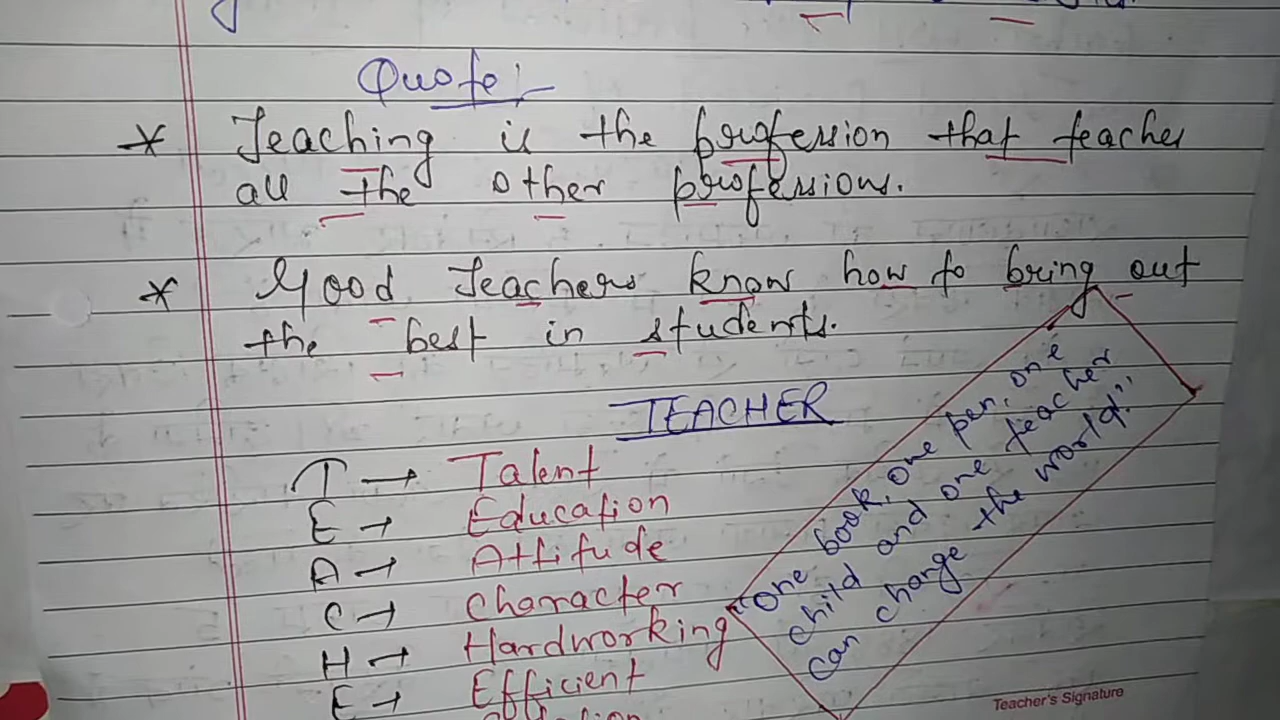 Quote:-
* Teaching is the profession that teaches
all the other professions.
* Good Teachers know how to bring out
the best in students.
TEACHER
T → Talent
E → Education
A → Attitude
C → Character
H → Hardworking
E → Efficient
"One book, one pen, one
child and one teacher
can change the world!"
Teacher's Signature